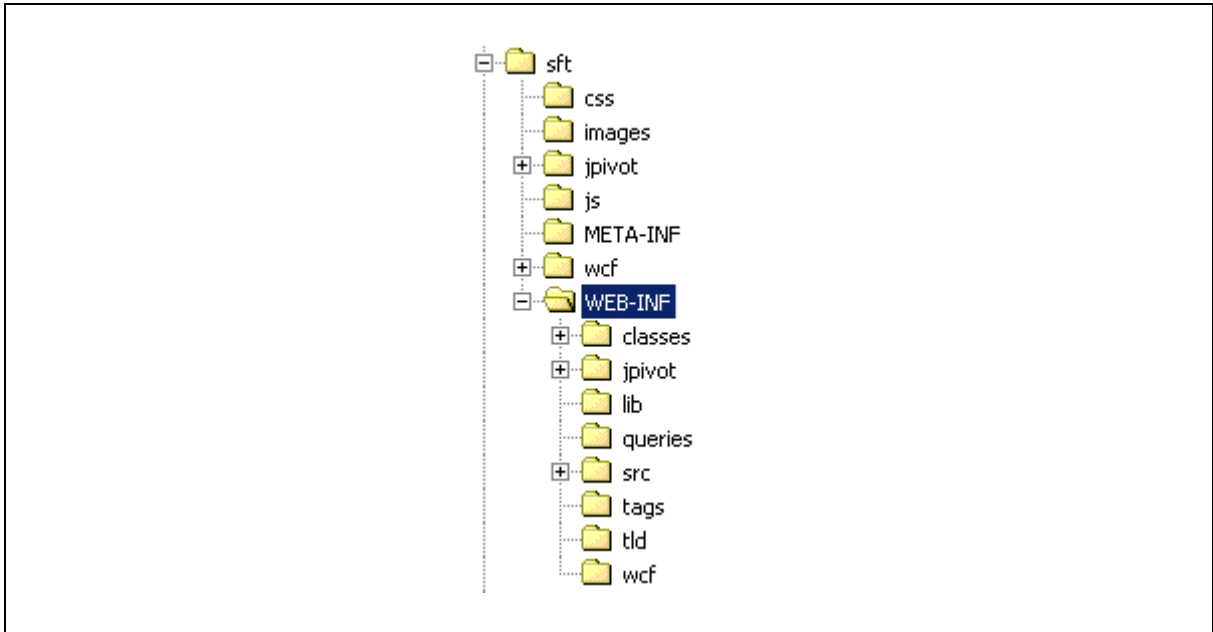 sft
css
images
jpivot
js
META-INF
wcf
WEB-INF
classes
jpivot
lib
queries
src
tags
tld
wcf